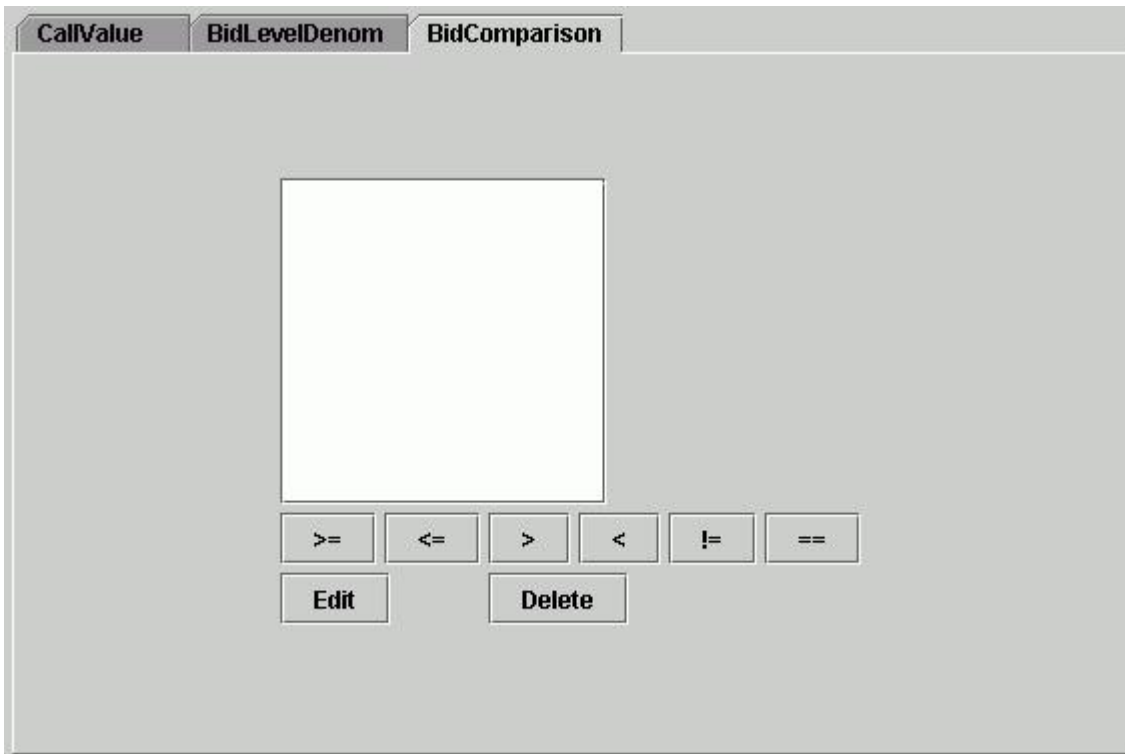 CallValue BidLevelDenom BidComparison
>= <= > < != ==
Edit Delete